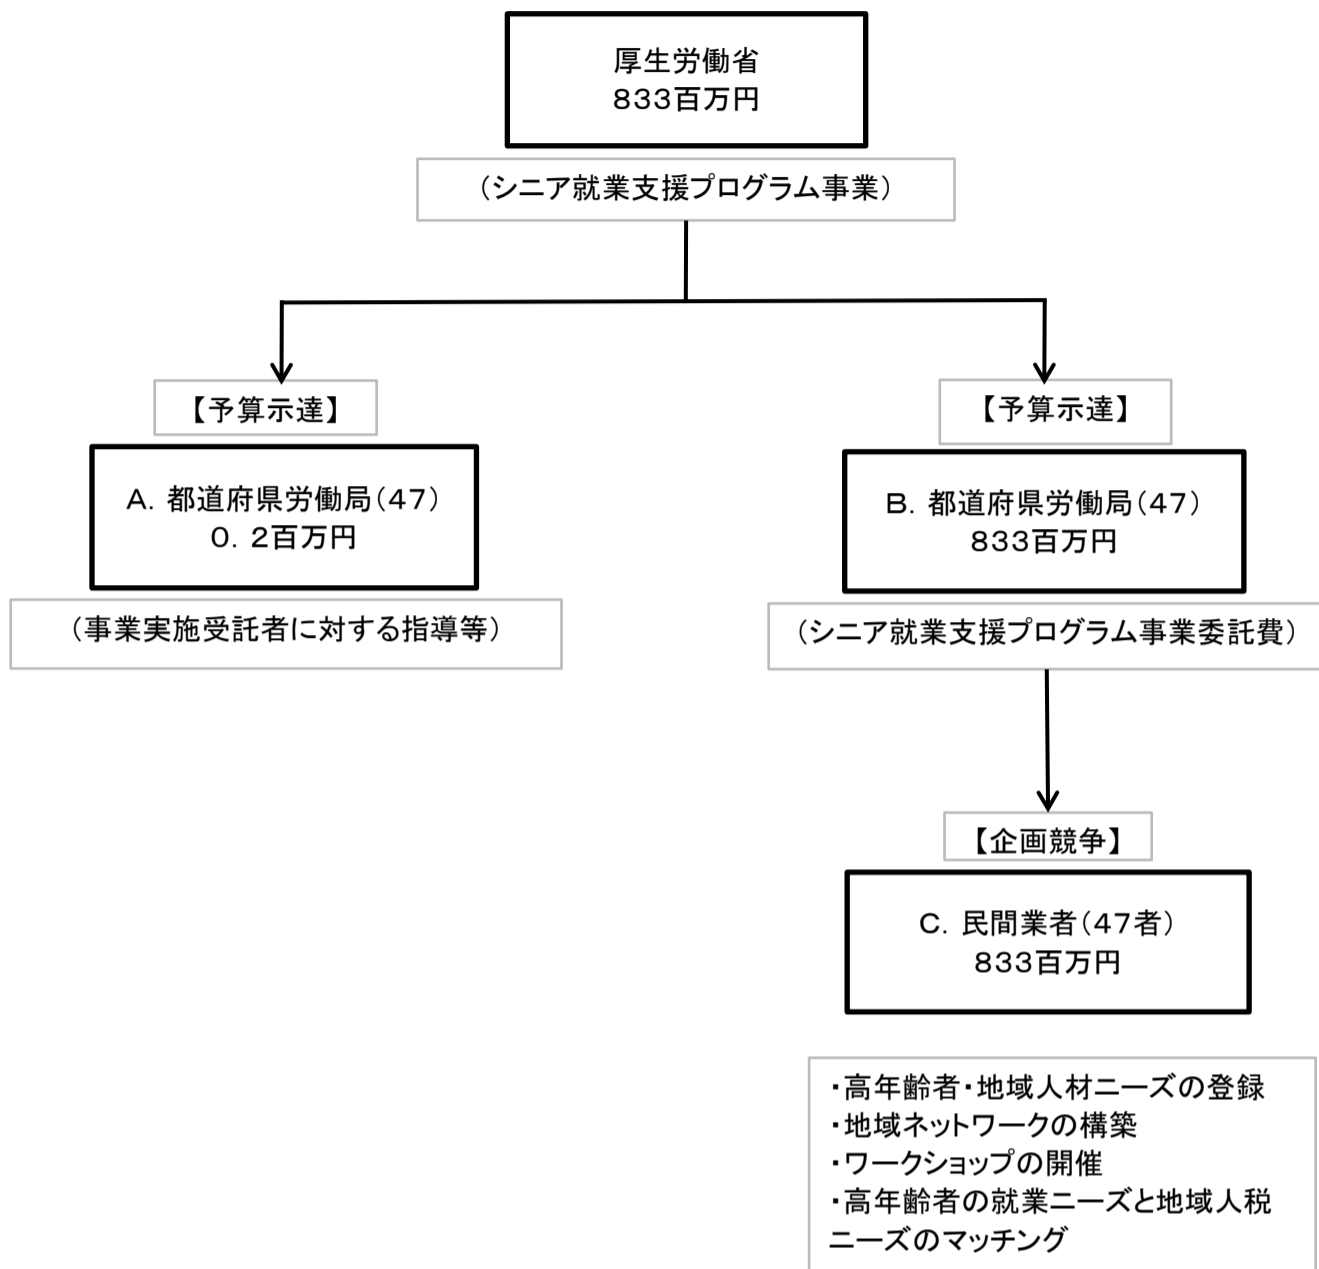 厚生労働省
833百万円
（シニア就業支援プログラム事業）
【予算示達】
A. 都道府県労働局（47）
0. 2百万円
（事業実施受託者に対する指導等）
【予算示達】
B. 都道府県労働局（47）
833百万円
（シニア就業支援プログラム事業委託費）
【企画競争】
C. 民間業者（47者）
833百万円
・高年齢者・地域人材ニーズの登録
・地域ネットワークの構築
・ワークショップの開催
・高年齢者の就業ニーズと地域人税
ニーズのマッチング